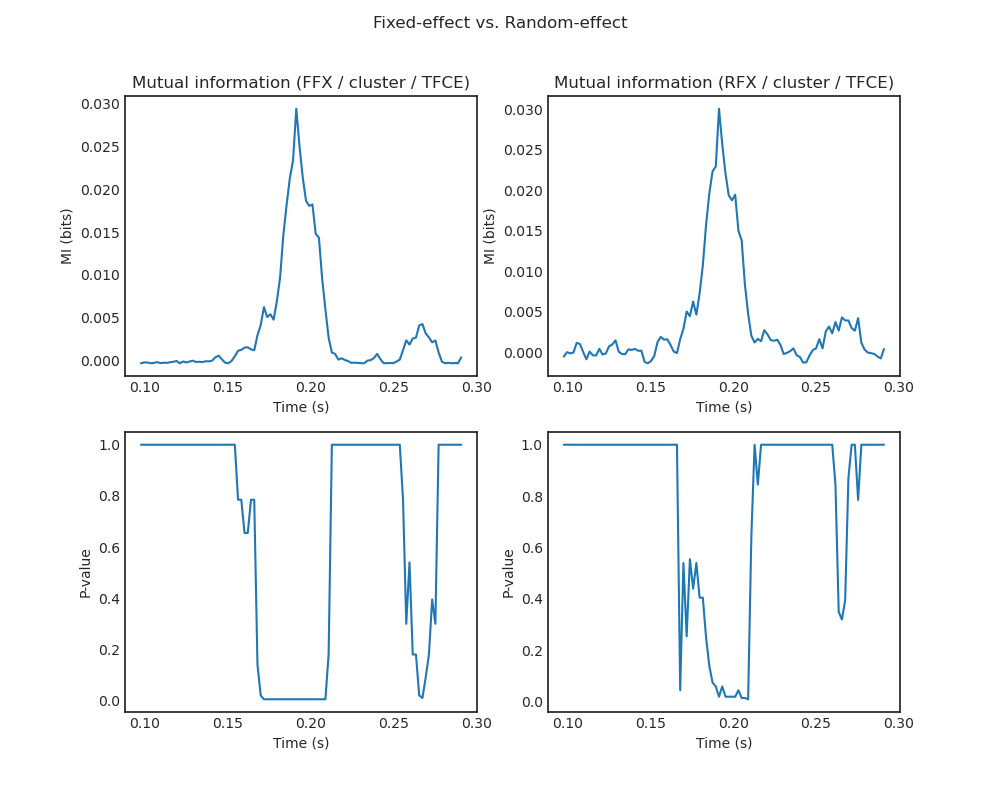 Fixed-effect vs. Random-effect
Mutual information (FFX / cluster / TFCE)
MI (bits)
0.030
0.025
0.020
0.015
0.010
0.005
0.000
0.10 0.15 0.20 0.25 0.30
Time (s)
Mutual information (RFX / cluster / TFCE)
MI (bits)
0.030
0.025
0.020
0.015
0.010
0.005
0.000
0.10 0.15 0.20 0.25 0.30
Time (s)
P-value
1.0
0.8
0.6
0.4
0.2
0.0
0.10 0.15 0.20 0.25 0.30
Time (s)
P-value
1.0
0.8
0.6
0.4
0.2
0.0
0.10 0.15 0.20 0.25 0.30
Time (s)